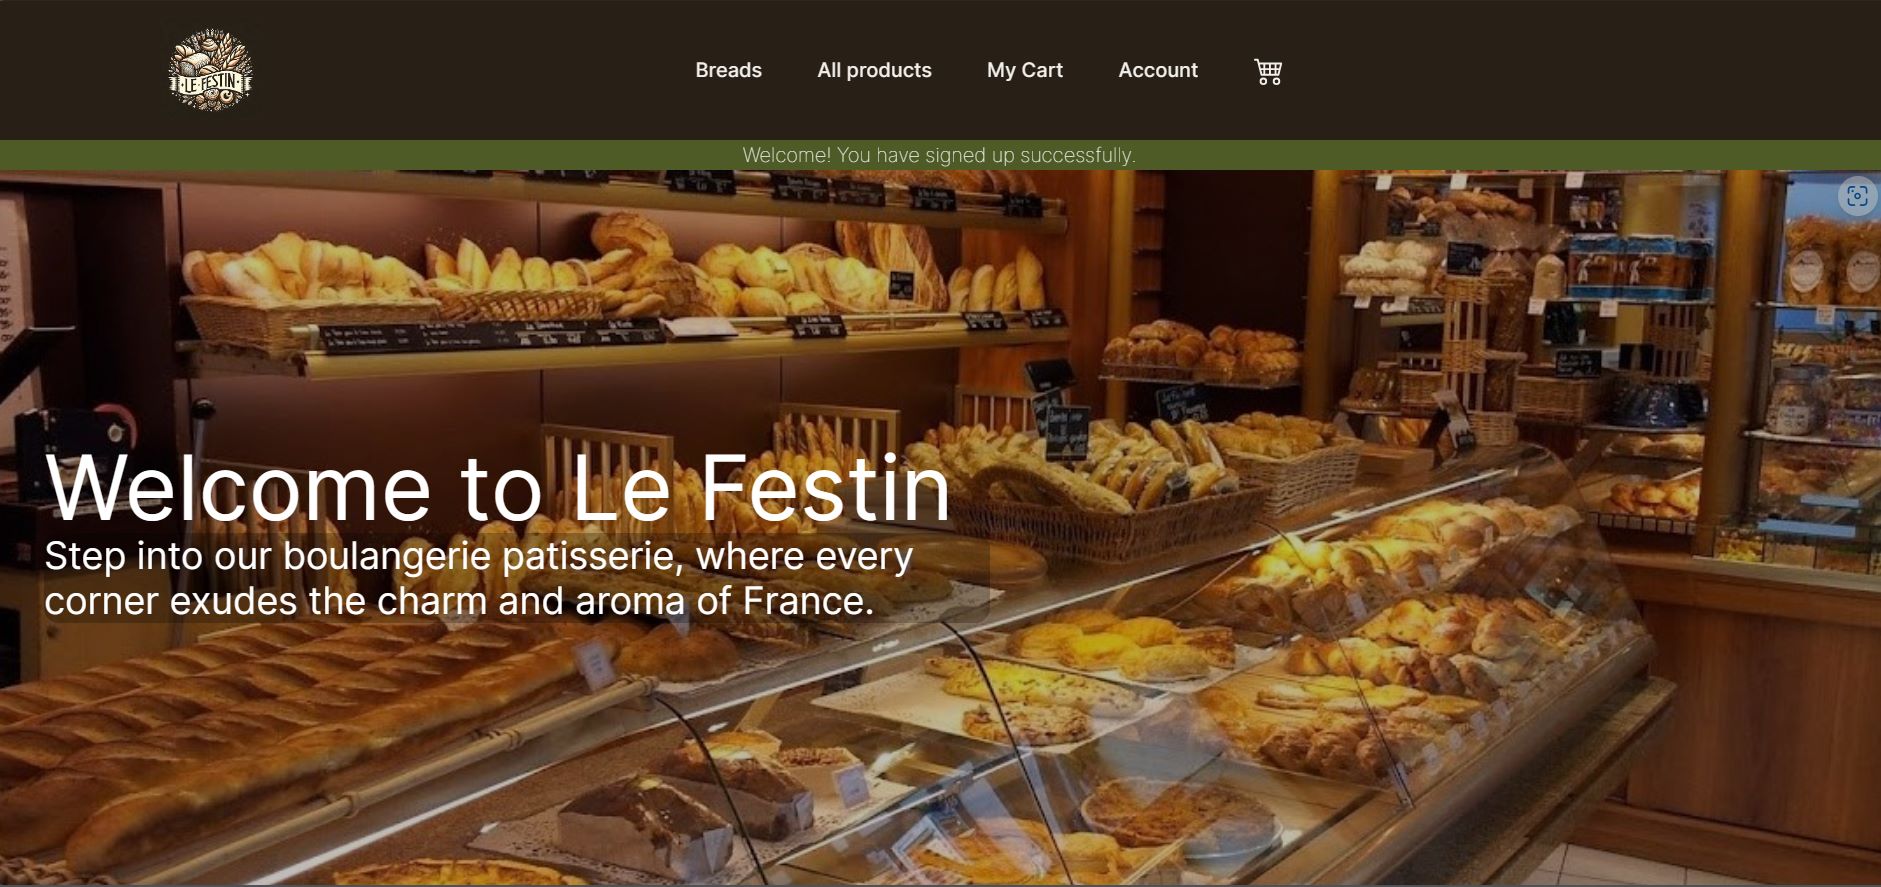 LE FESTIN
Breads
All products
My Cart
Account
Welcome! You have signed up successfully.
Welcome to Le Festin
Step into our boulangerie patisserie, where every
corner exudes the charm and aroma of France.